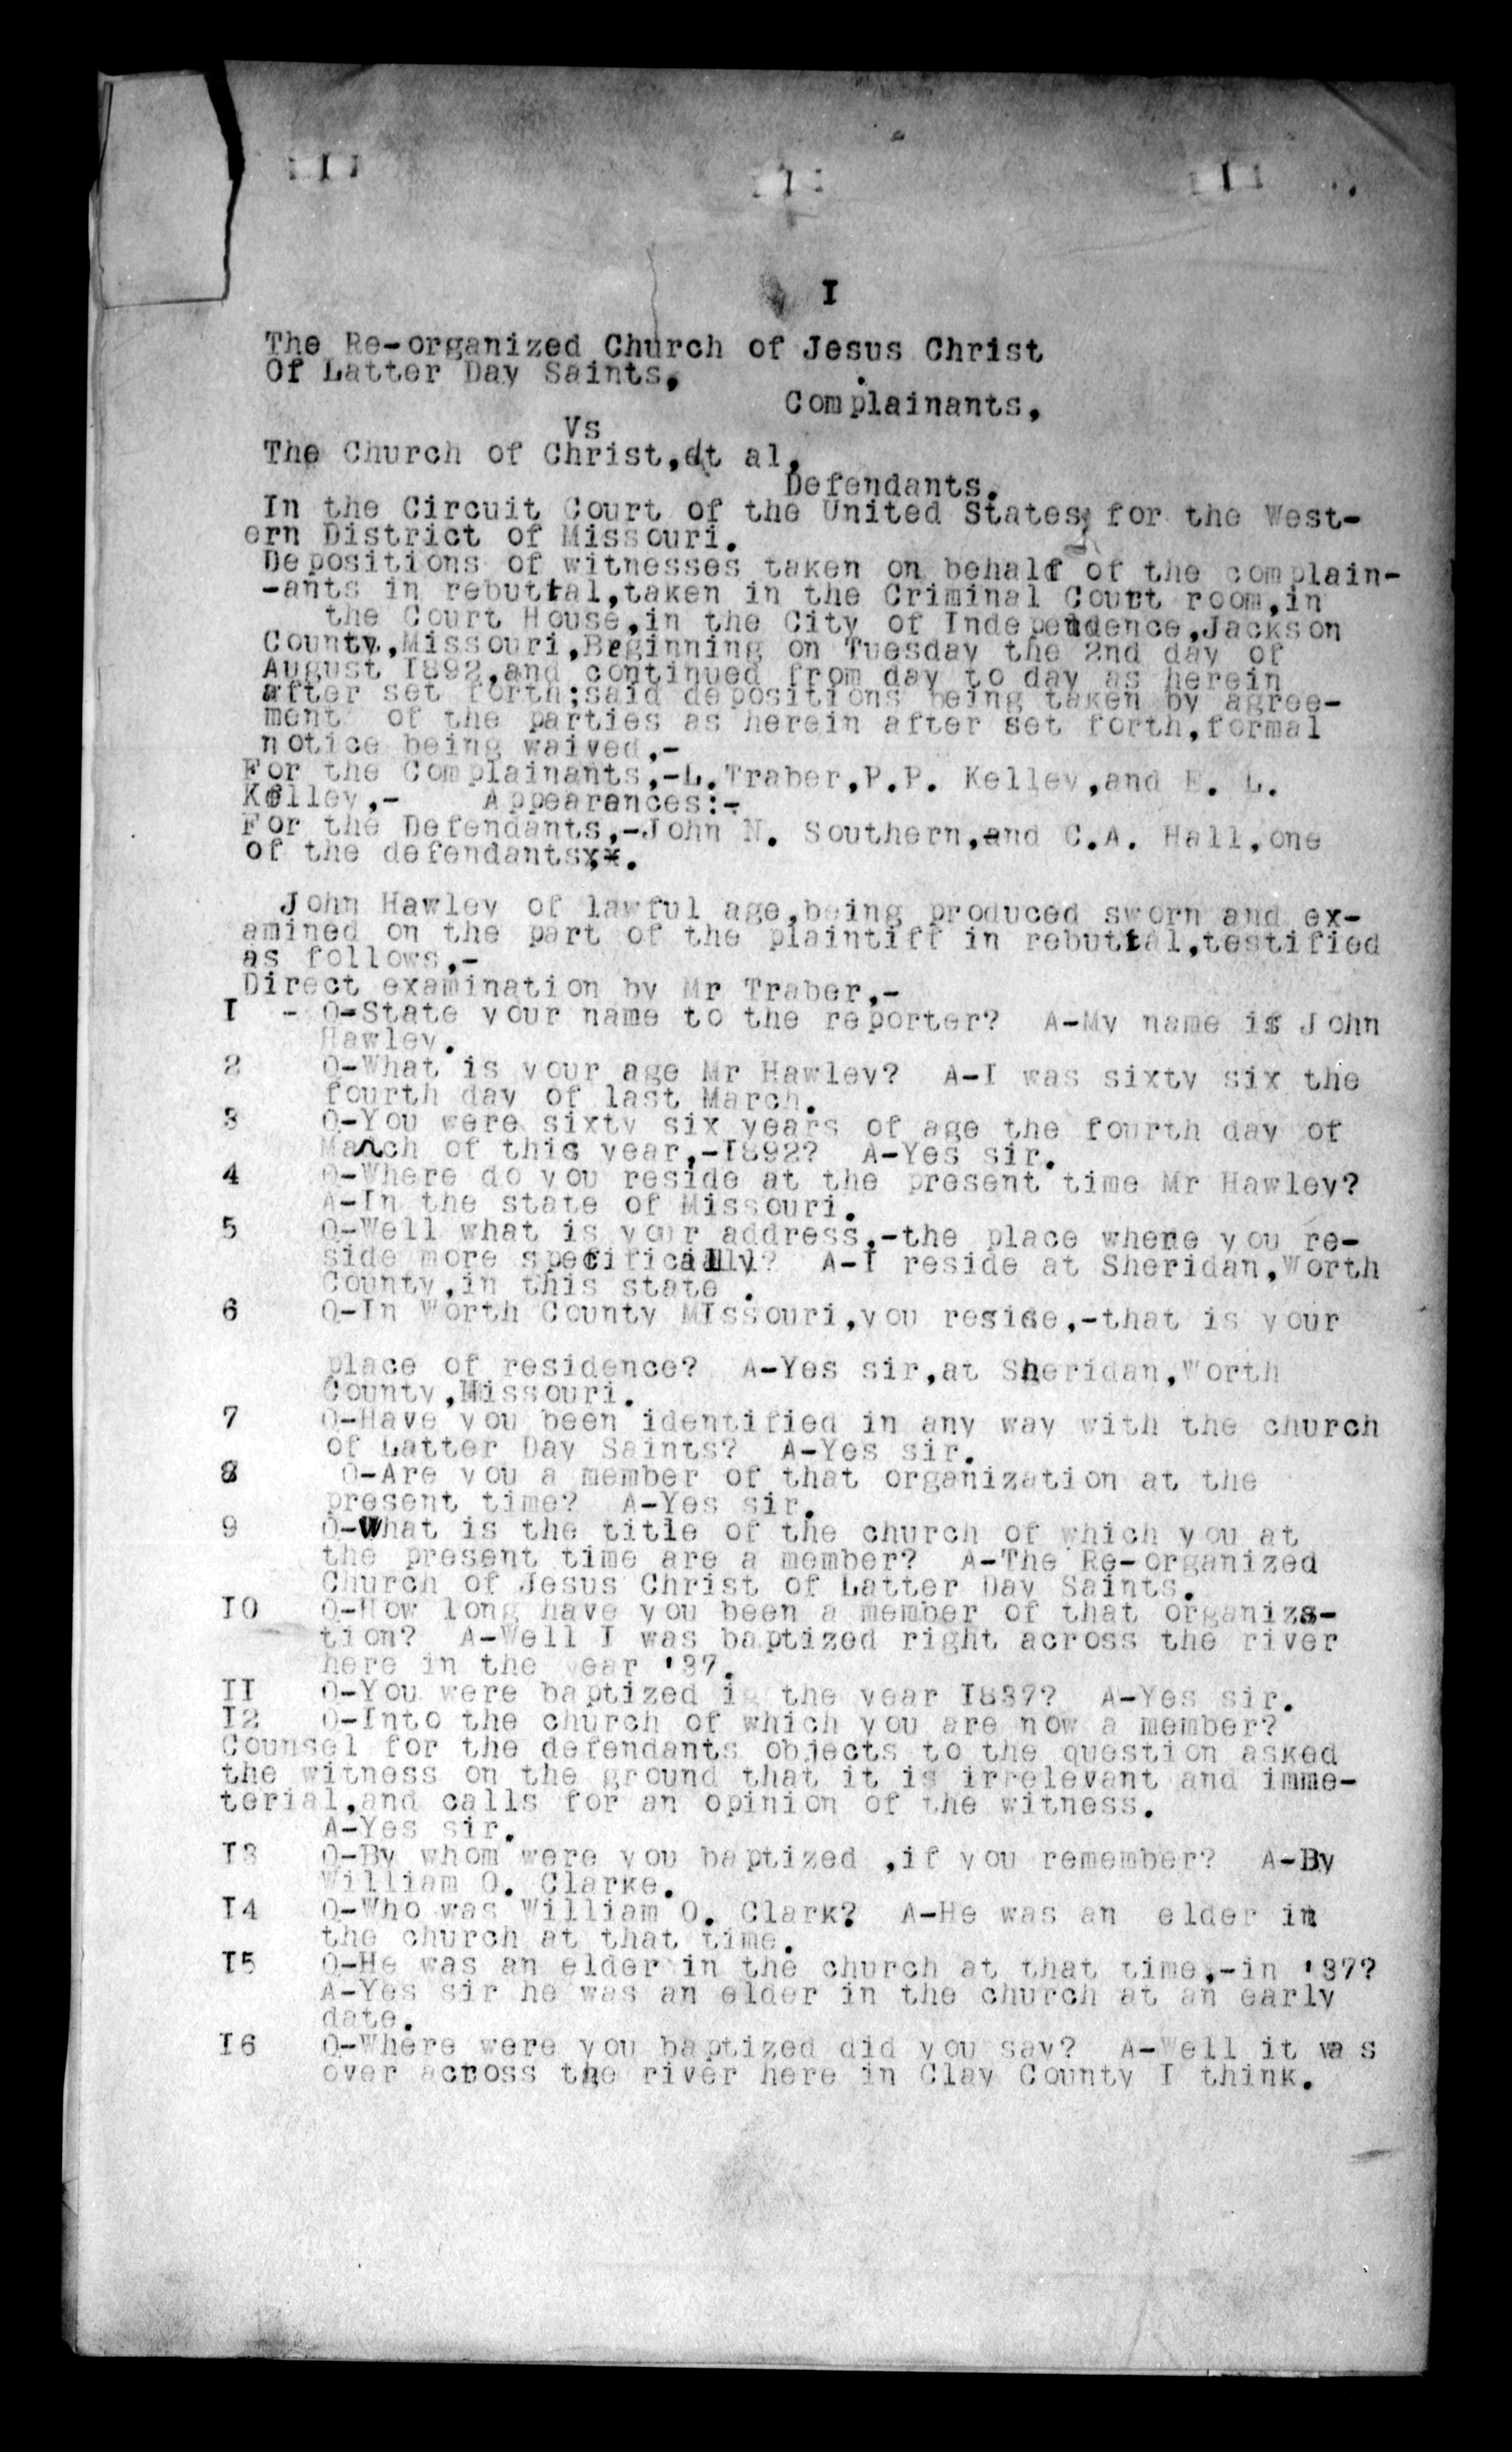 I 1 I
I
The Re-organized Church of Jesus Christ
Of Latter Day Saints,
Complainants,
Vs
The Church of Christ,et al,
Defendants.
In the Circuit Court of the United States, for the West-
ern District of Missouri.
Depositions of witnesses taken on behalf of the complain-
-ants in rebuttal,taken in the Criminal Court room,in
the Court House,in the City of Independence,Jackson
County,Missouri,Beginning on Tuesday the 2nd day of
August I892,and continued from day to day as herein
after set forth;said depositions being taken by agree-
ment of the parties as herein after set forth,formal
notice being waived,-
For the Complainants,-L.Traber,P.P. Kelley,and E. L.
Kelley,- Appearances:-
For the Defendants,-John N. Southern,and C.A. Hall,one
of the defendantsxx.
John Hawley of lawful age,being produced sworn and ex-
amined on the part of the plaintiff in rebuttal,testified
as follows,-
Direct examination by Mr Traber,-
I - Q-State your name to the reporter? A-My name is John
Hawley.
2 Q-What is your age Mr Hawley? A-I was sixty six the
fourth day of last March.
3 Q-You were sixty six years of age the fourth day of
March of this year,-I892? A-Yes sir.
4 Q-Where do you reside at the present time Mr Hawley?
A-In the state of Missouri.
5 Q-Well what is your address,-the place where you re-
side more specifically? A-I reside at Sheridan,Worth
County,in this state .
6 Q-In Worth County MIssouri,you reside,-that is your
place of residence? A-Yes sir,at Sheridan,Worth
County,Missouri.
7 Q-Have you been identified in any way with the church
of Latter Day Saints? A-Yes sir.
8 Q-Are you a member of that organization at the
present time? A-Yes sir.
9 Q-What is the title of the church of which you at
the present time are a member? A-The Re-organized
Church of Jesus Christ of Latter Day Saints.
I0 Q-How long have you been a member of that organiza-
tion? A-Well I was baptized right across the river
here in the year '37.
II Q-You were baptized in the year I837? A-Yes sir.
I2 Q-Into the church of which you are now a member?
Counsel for the defendants objects to the question asked
the witness on the ground that it is irrelevant and imme-
terial,and calls for an opinion of the witness.
A-Yes sir.
I3 Q-By whom were you baptized ,if you remember? A-By
William O. Clarke.
I4 Q-Who was William O. Clark? A-He was an elder in
the church at that time.
I5 Q-He was an elder in the church at that time,-in '37?
A-Yes sir he was an elder in the church at an early
date.
I6 Q-Where were you baptized did you say? A-Well it was
over across the river here in Clay County I think.